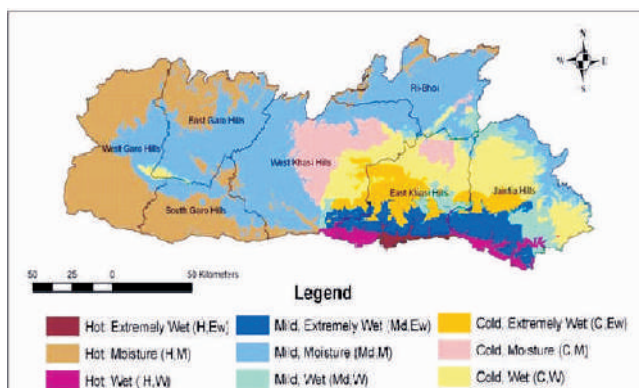 N
W E
S
Ri-Bhoi
East Garo Hills
West Garo Hills
West Khasi Hills
East Khasi Hills
Jaintia Hills
South Garo Hills
50 25 0 50 Kilometers
Legend
Hot, Extremely Wet (H,Ew)
Mild, Extremely Wet (Md,Ew)
Cold, Extremely Wet (C,Ew)
Hot, Moisture (H,M)
Mild, Moisture (Md,M)
Cold, Moisture (C,M)
Hot, Wet (H,W)
Mild, Wet (Md,W)
Cold, Wet (C,W)